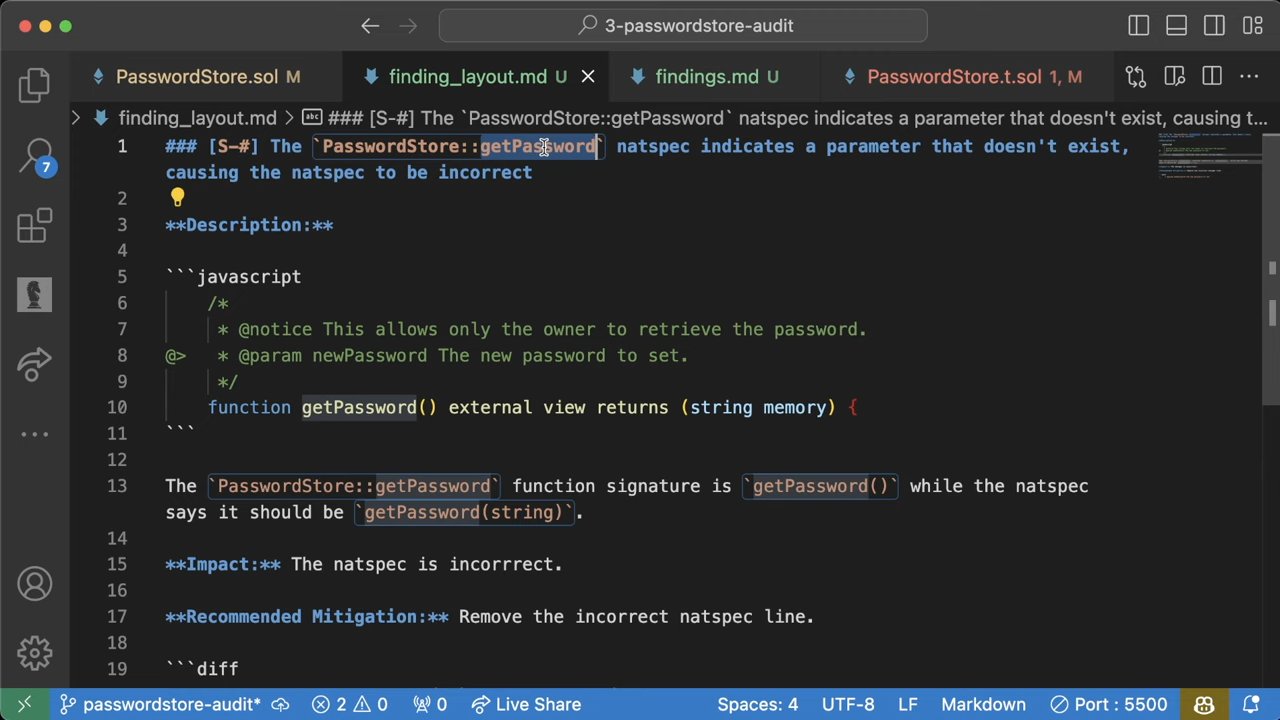 3-passwordstore-audit
PasswordStore.sol M
finding_layout.md U
findings.md U
PasswordStore.t.sol 1, M
finding_layout.md > ### [S-#] The `PasswordStore::getPassword` natspec indicates a parameter that doesn't exist, causing t...
1 ### [S-#] The `PasswordStore::getPassword` natspec indicates a parameter that doesn't exist,
causing the natspec to be incorrect
2
3 **Description:**
4
5 ```javascript
6 /*
7 * @notice This allows only the owner to retrieve the password.
8 @> * @param newPassword The new password to set.
9 */
10 function getPassword() external view returns (string memory) {
11 ```
12
13 The `PasswordStore::getPassword` function signature is `getPassword()` while the natspec
says it should be `getPassword(string)`.
14
15 **Impact:** The natspec is incorrrect.
16
17 **Recommended Mitigation:** Remove the incorrect natspec line.
18
19 ```diff
7
passwordstore-audit* 2 0 0 Live Share Spaces: 4 UTF-8 LF Markdown Port : 5500